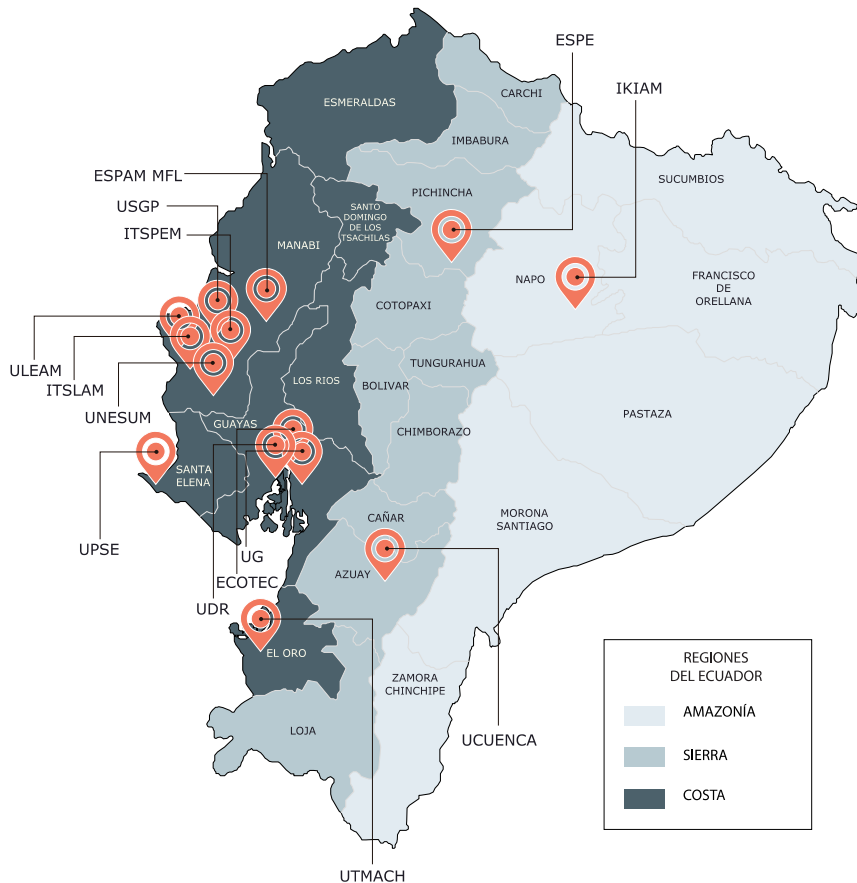 ESPE
IKIAM
CARCHI
ESMERALDAS
IMBABURA
ESPAM MFL
SUCUMBIOS
PICHINCHA
USGP
SANTO
DOMINGO
DE LOS
TSACHILAS
ITSPEM
MANABI
NAPO
FRANCISCO
DE
ORELLANA
COTOPAXI
ULEAM
TUNGURAHUA
ITSLAM
LOS RIOS
BOLIVAR
UNESUM
PASTAZA
GUAYAS
CHIMBORAZO
SANTA
ELENA
MORONA
SANTIAGO
CAÑAR
UPSE
UG
AZUAY
ECOTEC
UDR
EL ORO
REGIONES
DEL ECUADOR
ZAMORA
CHINCHIPE
AMAZONÍA
LOJA
UCUENCA
SIERRA
COSTA
UTMACH